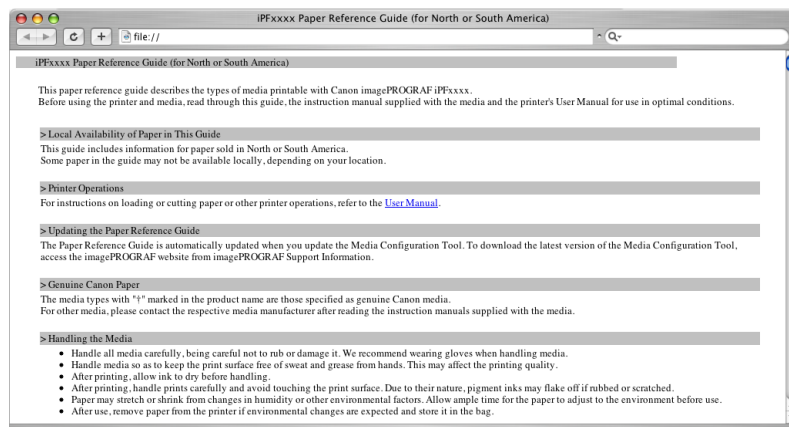 iPFxxxx Paper Reference Guide (for North or South America)
file://
Q
iPFxxxx Paper Reference Guide (for North or South America)
This paper reference guide describes the types of media printable with Canon imagePROGRAF iPFxxxx.
Before using the printer and media, read through this guide, the instruction manual supplied with the media and the printer's User Manual for use in optimal conditions.
> Local Availability of Paper in This Guide
This guide includes information for paper sold in North or South America.
Some paper in the guide may not be available locally, depending on your location.
> Printer Operations
For instructions on loading or cutting paper or other printer operations, refer to the User Manual.
> Updating the Paper Reference Guide
The Paper Reference Guide is automatically updated when you update the Media Configuration Tool. To download the latest version of the Media Configuration Tool,
access the imagePROGRAF website from imagePROGRAF Support Information.
> Genuine Canon Paper
The media types with "†" marked in the product name are those specified as genuine Canon media.
For other media, please contact the respective media manufacturer after reading the instruction manuals supplied with the media.
> Handling the Media
• Handle all media carefully, being careful not to rub or damage it. We recommend wearing gloves when handling media.
• Handle media so as to keep the print surface free of sweat and grease from hands. This may affect the printing quality.
• After printing, allow ink to dry before handling.
• After printing, handle prints carefully and avoid touching the print surface. Due to their nature, pigment inks may flake off if rubbed or scratched.
• Paper may stretch or shrink from changes in humidity or other environmental factors. Allow ample time for the paper to adjust to the environment before use.
• After use, remove paper from the printer if environmental changes are expected and store it in the bag.